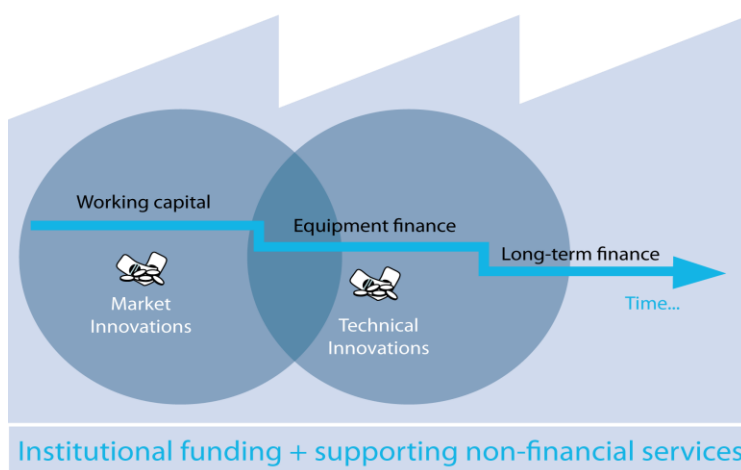 Working capital
Equipment finance
Long-term finance
Market
Innovations
Technical
Innovations
Time...
Institutional funding + supporting non-financial services